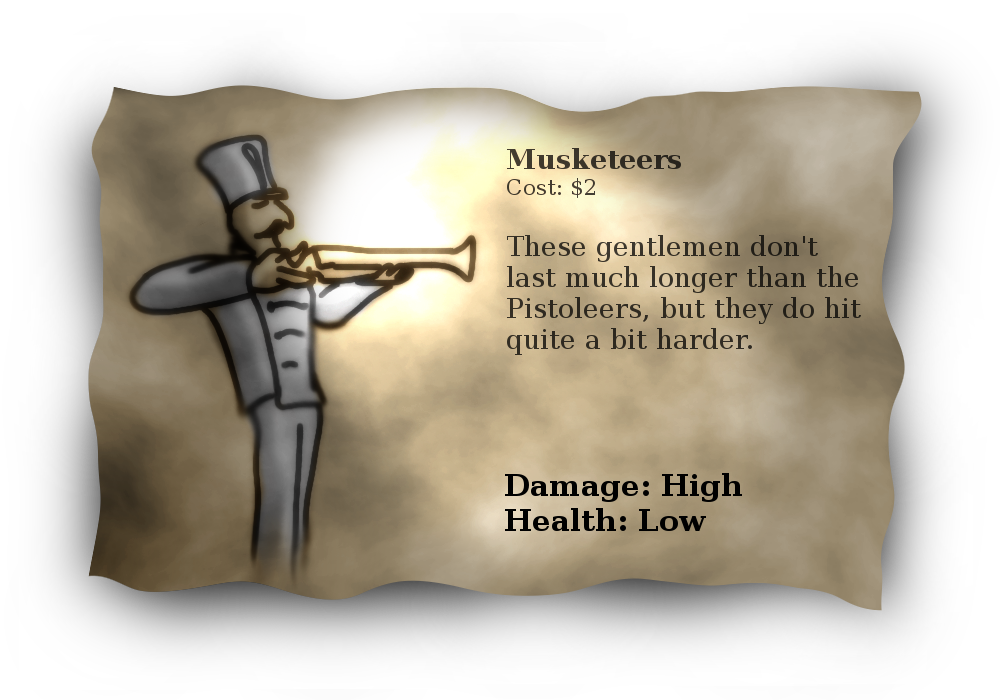 Musketeers
Cost: $2
These gentlemen don't
last much longer than the
Pistoleers, but they do hit
quite a bit harder.
Damage: High
Health: Low